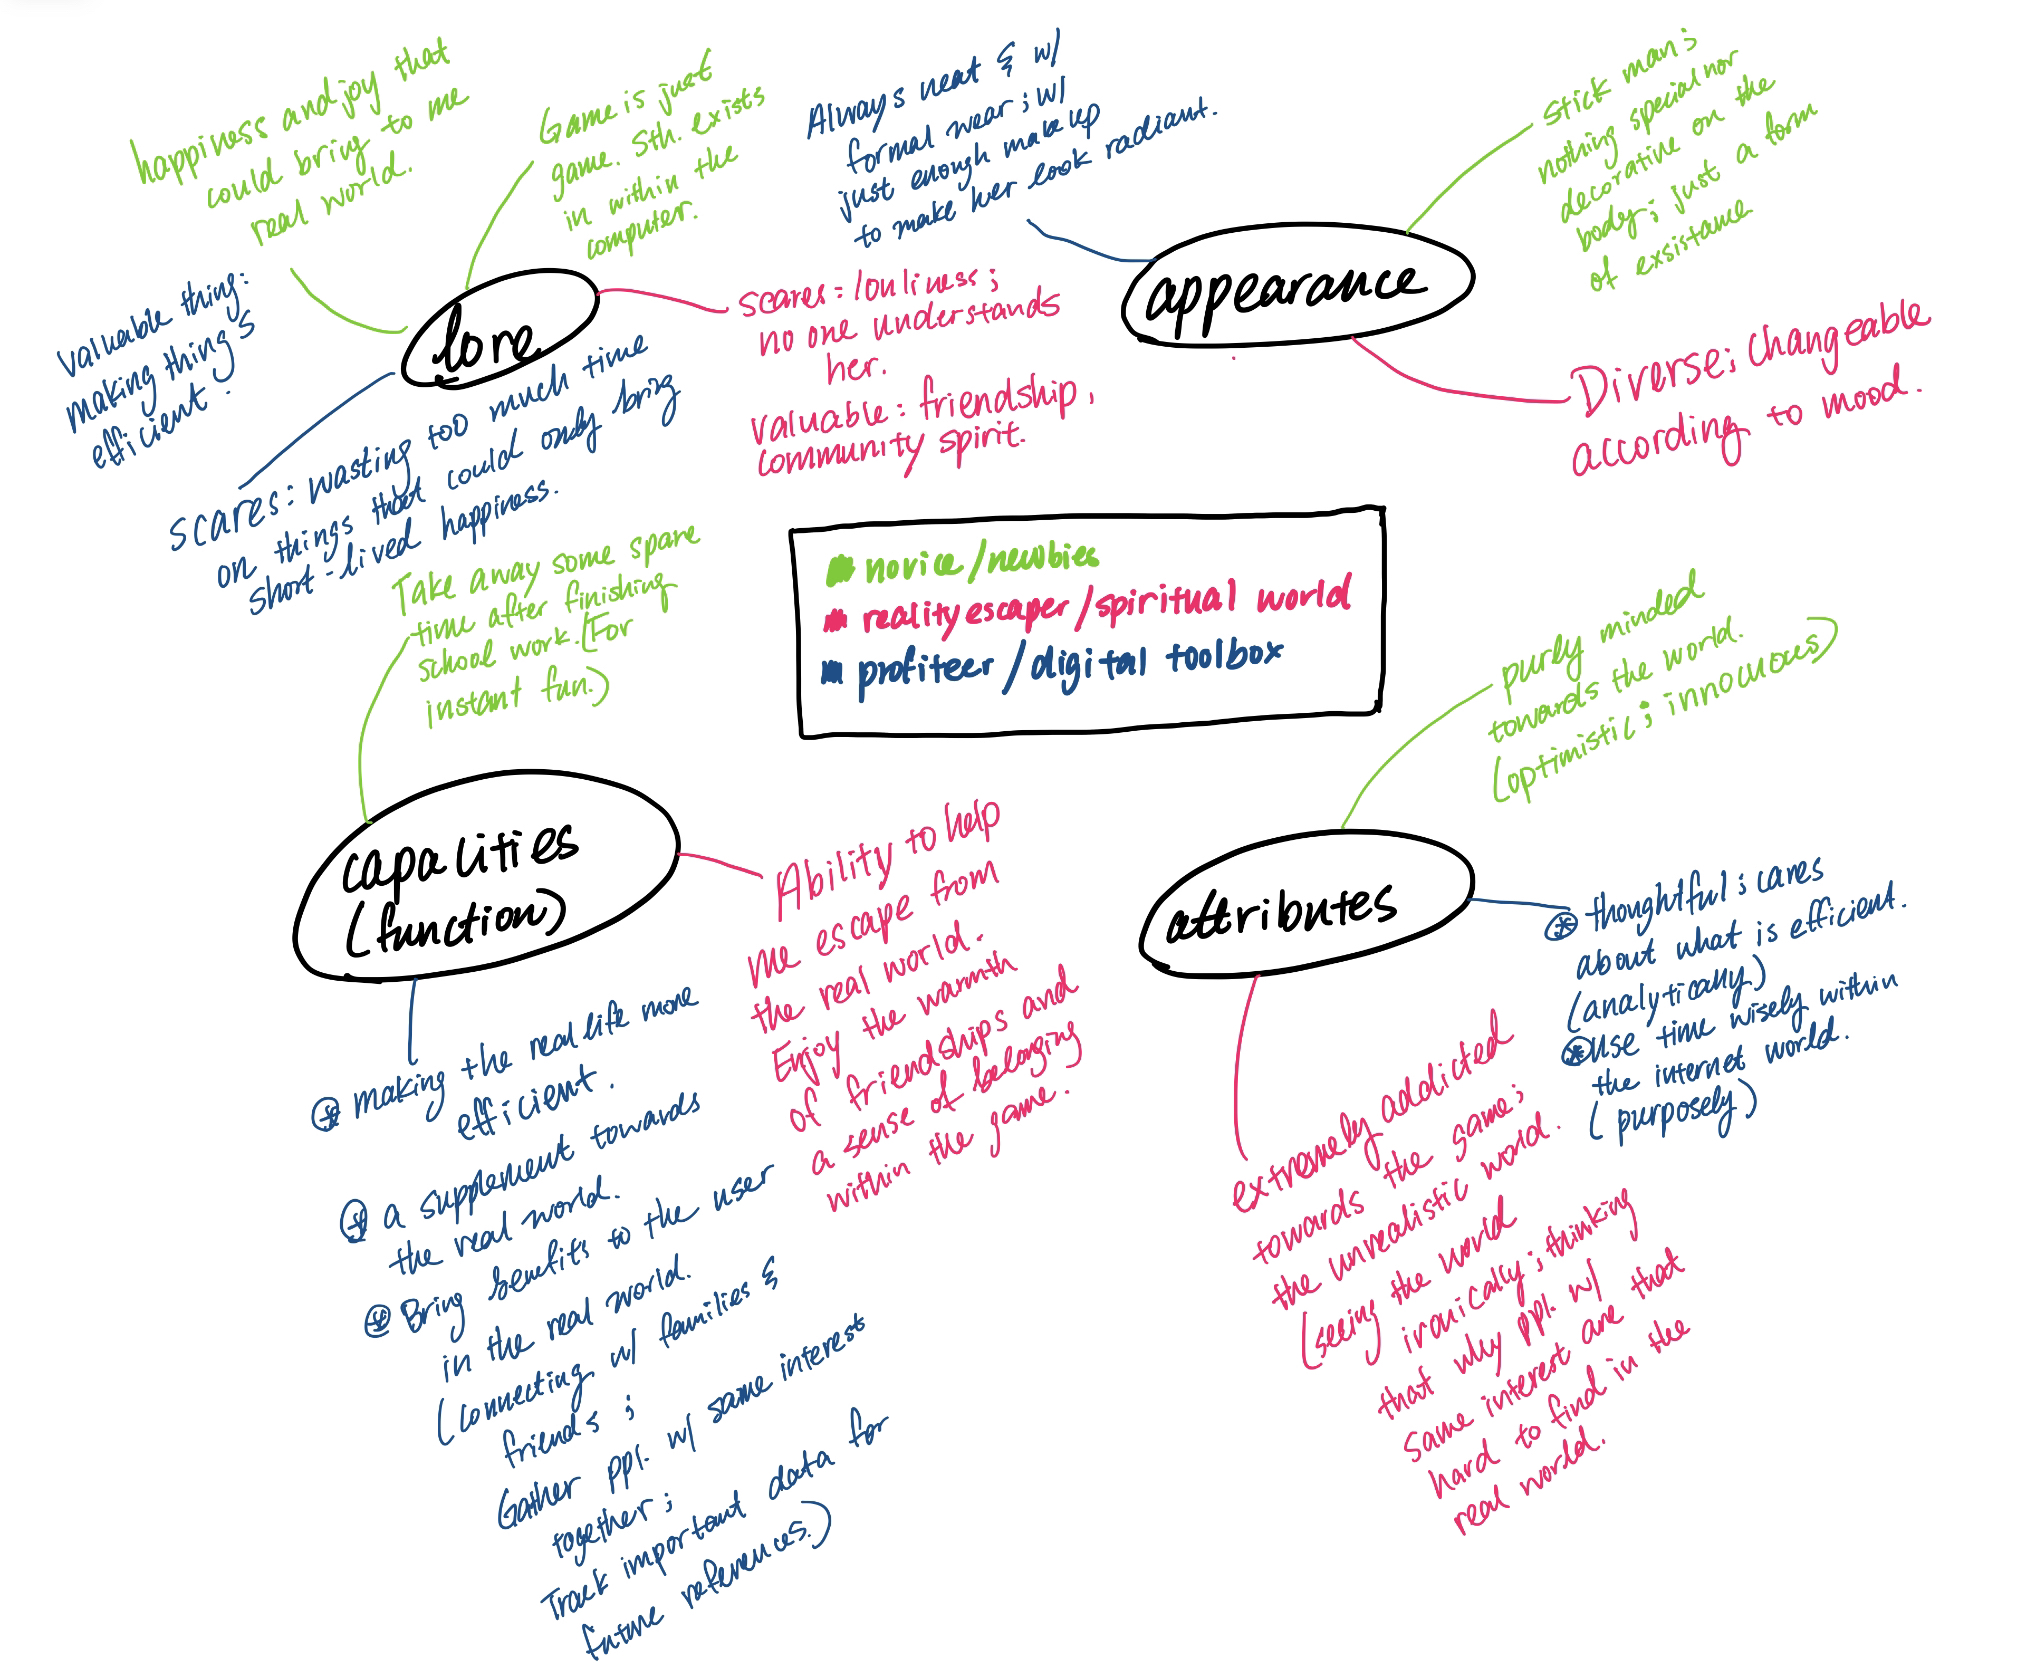 happiness and joy that
could bring to me
real world.
Game is just
game. Sth. exists
in within the
computer.
Valuable thing:
making things
efficient.
lore
scares: wasting too much time
on things that could only bring
short-lived happiness.
scares: lonliness;
no one understands
her.
valuable: friendship,
community spirit.
Always neat & w/
formal wear; w/
just enough makeup
to make her look radiant.
appearance
stick man;
nothing special nor
decorative on the
body; just a form
of exsistance
Diverse; changeable
according to mood.
novice/newbies
reality escaper/spiritual world
profiteer/digital toolbox
Take away some spare
time after finishing
school work. (For
instant fun.)
capalities
(function)
Ability to help
me escape from
the real world.
Enjoy the warmth
of friendships and
a sense of belonging
within the game.
* making the real life more
efficient.
* a supplement towards
the real world.
* Bring benefits to the user
in the real world.
(connecting w/ families &
friends;
Gather ppl. w/ same interest
together;
Track important data for
future references.)
purly minded
towards the world.
(optimistic; innocuous)
attributes
* thoughtful; cares
about what is efficient.
(analytically)
* use time wisely within
the internet world.
(purposely)
extremely addicted
towards the game;
the unrealistic world.
(seeing the world
ironically; thinking
that why ppl. w/
same interest are that
hard to find in the
real world.